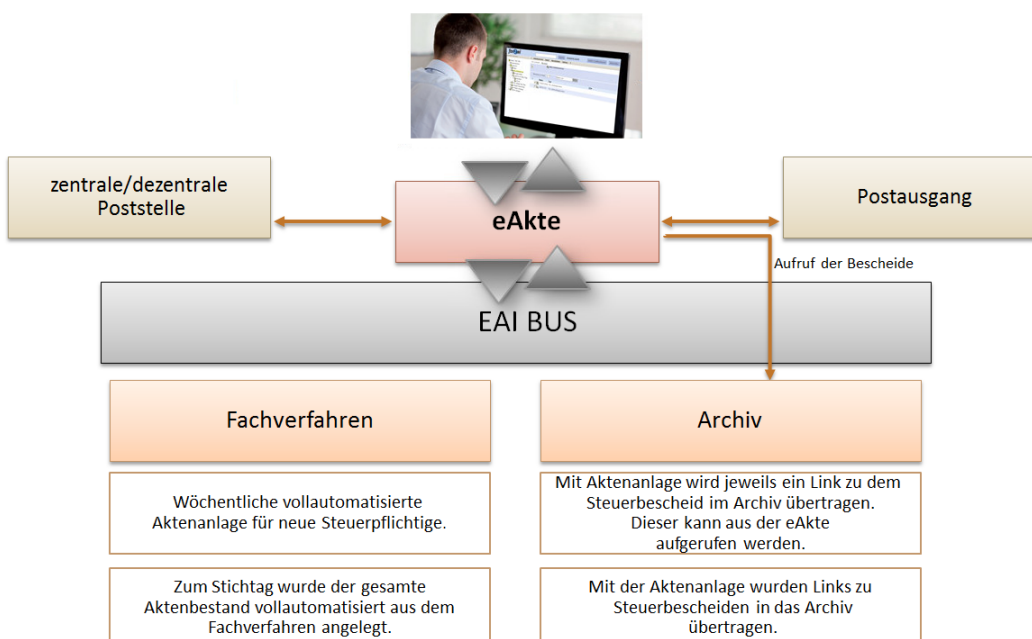 zentrale/dezentrale
Poststelle
eAkte
Postausgang
Aufruf der Bescheide
EAI BUS
Fachverfahren
Archiv
Wöchentliche vollautomatisierte
Aktenanlage für neue Steuerpflichtige.
Mit Aktenanlage wird jeweils ein Link zu dem
Steuerbescheid im Archiv übertragen.
Dieser kann aus der eAkte
aufgerufen werden.
Zum Stichtag wurde der gesamte
Aktenbestand vollautomatisiert aus dem
Fachverfahren angelegt.
Mit der Aktenanlage wurden Links zu
Steuerbescheiden in das Archiv
übertragen.